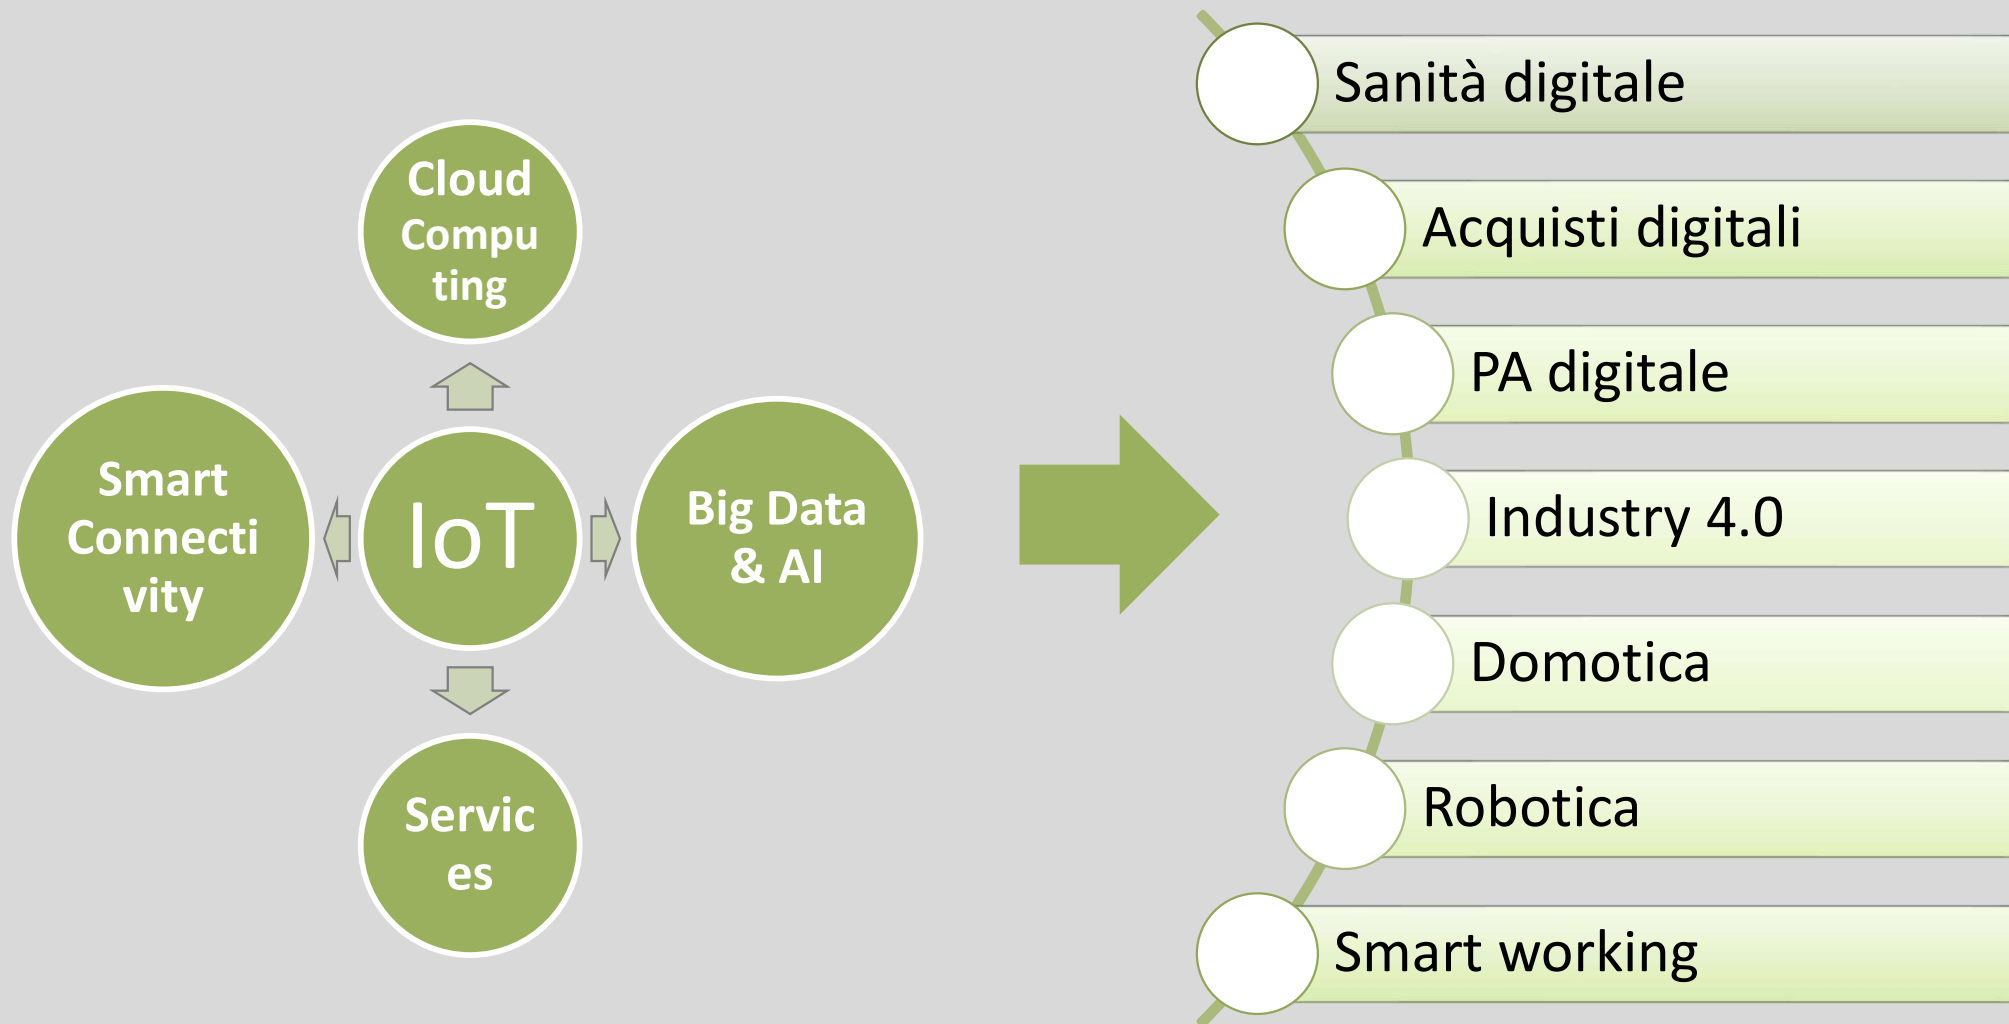 Cloud
Compu
ting
Smart
Connecti
vity
IoT
Big Data
& AI
Servic
es
Sanità digitale
Acquisti digitali
PA digitale
Industry 4.0
Domotica
Robotica
Smart working